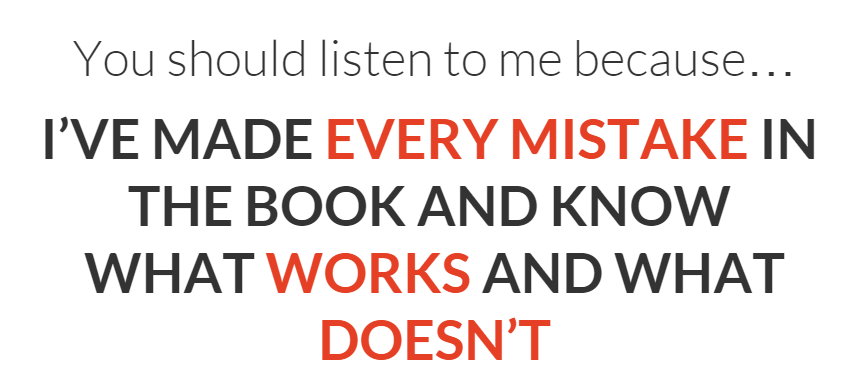 You should listen to me because…
I’VE MADE EVERY MISTAKE IN
THE BOOK AND KNOW
WHAT WORKS AND WHAT
DOESN’T